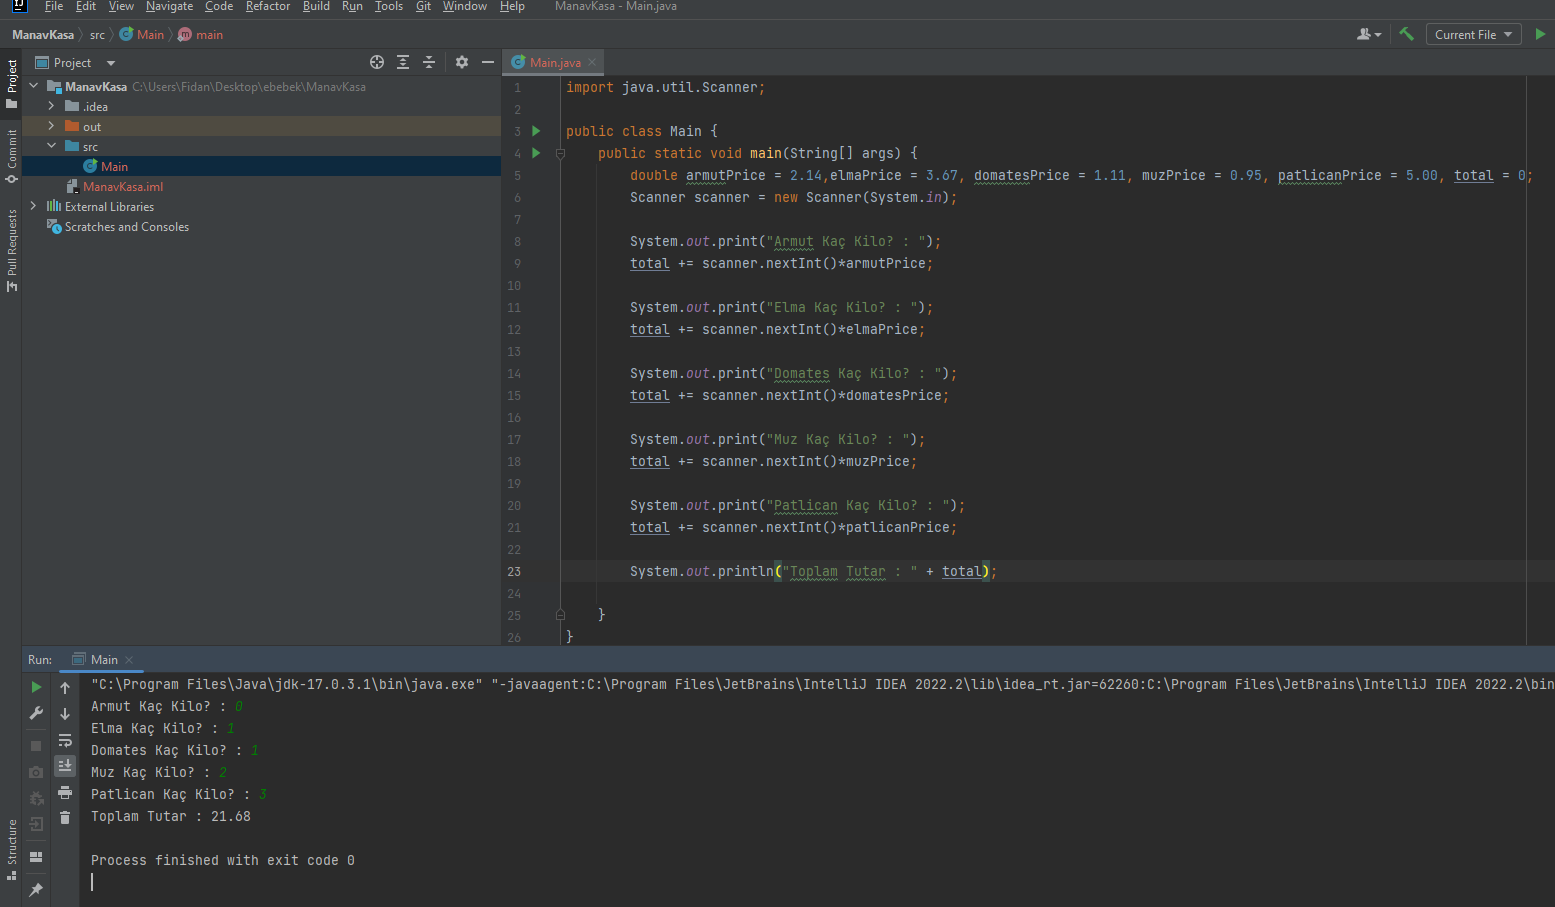 File Edit View Navigate Code Refactor Build Run Tools Git Window Help ManavKasa - Main.java
ManavKasa src Main main
Current File
Project
Main.java
Project
Commit
Pull Requests
Structure
ManavKasa C:\Users\Fidan\Desktop\ebebek\ManavKasa
.idea
out
src
Main
ManavKasa.iml
External Libraries
Scratches and Consoles
1 import java.util.Scanner;
2
3 public class Main {
4 public static void main(String[] args) {
5 double armutPrice = 2.14,elmaPrice = 3.67, domatesPrice = 1.11, muzPrice = 0.95, patlicanPrice = 5.00, total = 0;
6 Scanner scanner = new Scanner(System.in);
7
8 System.out.print("Armut Kaç Kilo? : ");
9 total += scanner.nextInt()*armutPrice;
10
11 System.out.print("Elma Kaç Kilo? : ");
12 total += scanner.nextInt()*elmaPrice;
13
14 System.out.print("Domates Kaç Kilo? : ");
15 total += scanner.nextInt()*domatesPrice;
16
17 System.out.print("Muz Kaç Kilo? : ");
18 total += scanner.nextInt()*muzPrice;
19
20 System.out.print("Patlican Kaç Kilo? : ");
21 total += scanner.nextInt()*patlicanPrice;
22
23 System.out.println("Toplam Tutar : " + total);
24
25 }
26 }
Run: Main
"C:\Program Files\Java\jdk-17.0.3.1\bin\java.exe" "-javaagent:C:\Program Files\JetBrains\IntelliJ IDEA 2022.2\lib\idea_rt.jar=62260:C:\Program Files\JetBrains\IntelliJ IDEA 2022.2\bin
Armut Kaç Kilo? : 0
Elma Kaç Kilo? : 1
Domates Kaç Kilo? : 1
Muz Kaç Kilo? : 2
Patlican Kaç Kilo? : 3
Toplam Tutar : 21.68
Process finished with exit code 0